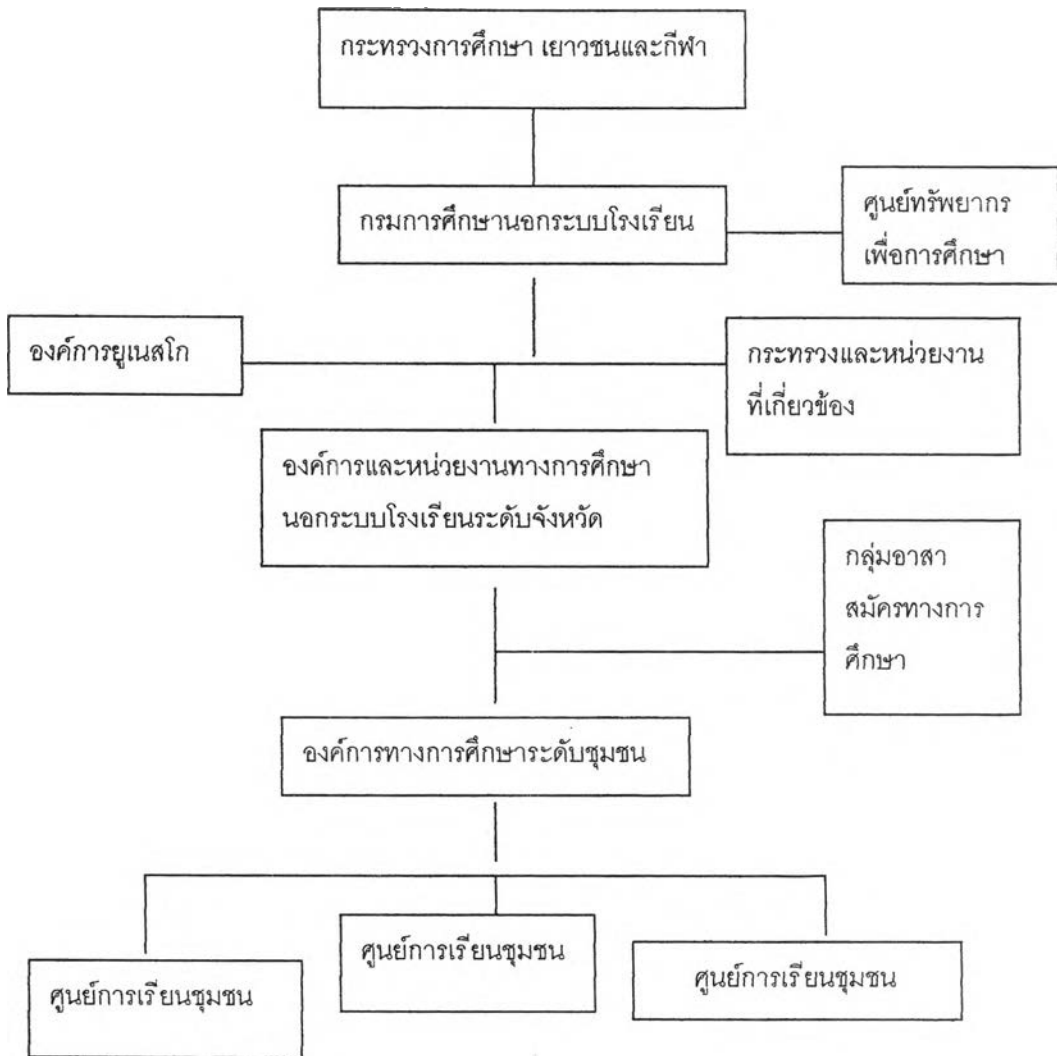 กระทรวงการศึกษา เยาวชนและกีฬา
กรมการศึกษานอกระบบโรงเรียน
ศูนย์ทรัพยากร
เพื่อการศึกษา
องค์การยูเนสโก
กระทรวงและหน่วยงาน
ที่เกี่ยวข้อง
องค์การและหน่วยงานทางการศึกษา
นอกระบบโรงเรียนระดับจังหวัด
กลุ่มอาสา
สมัครทางการ
ศึกษา
องค์การทางการศึกษาระดับชุมชน
ศูนย์การเรียนชุมชน
ศูนย์การเรียนชุมชน
ศูนย์การเรียนชุมชน